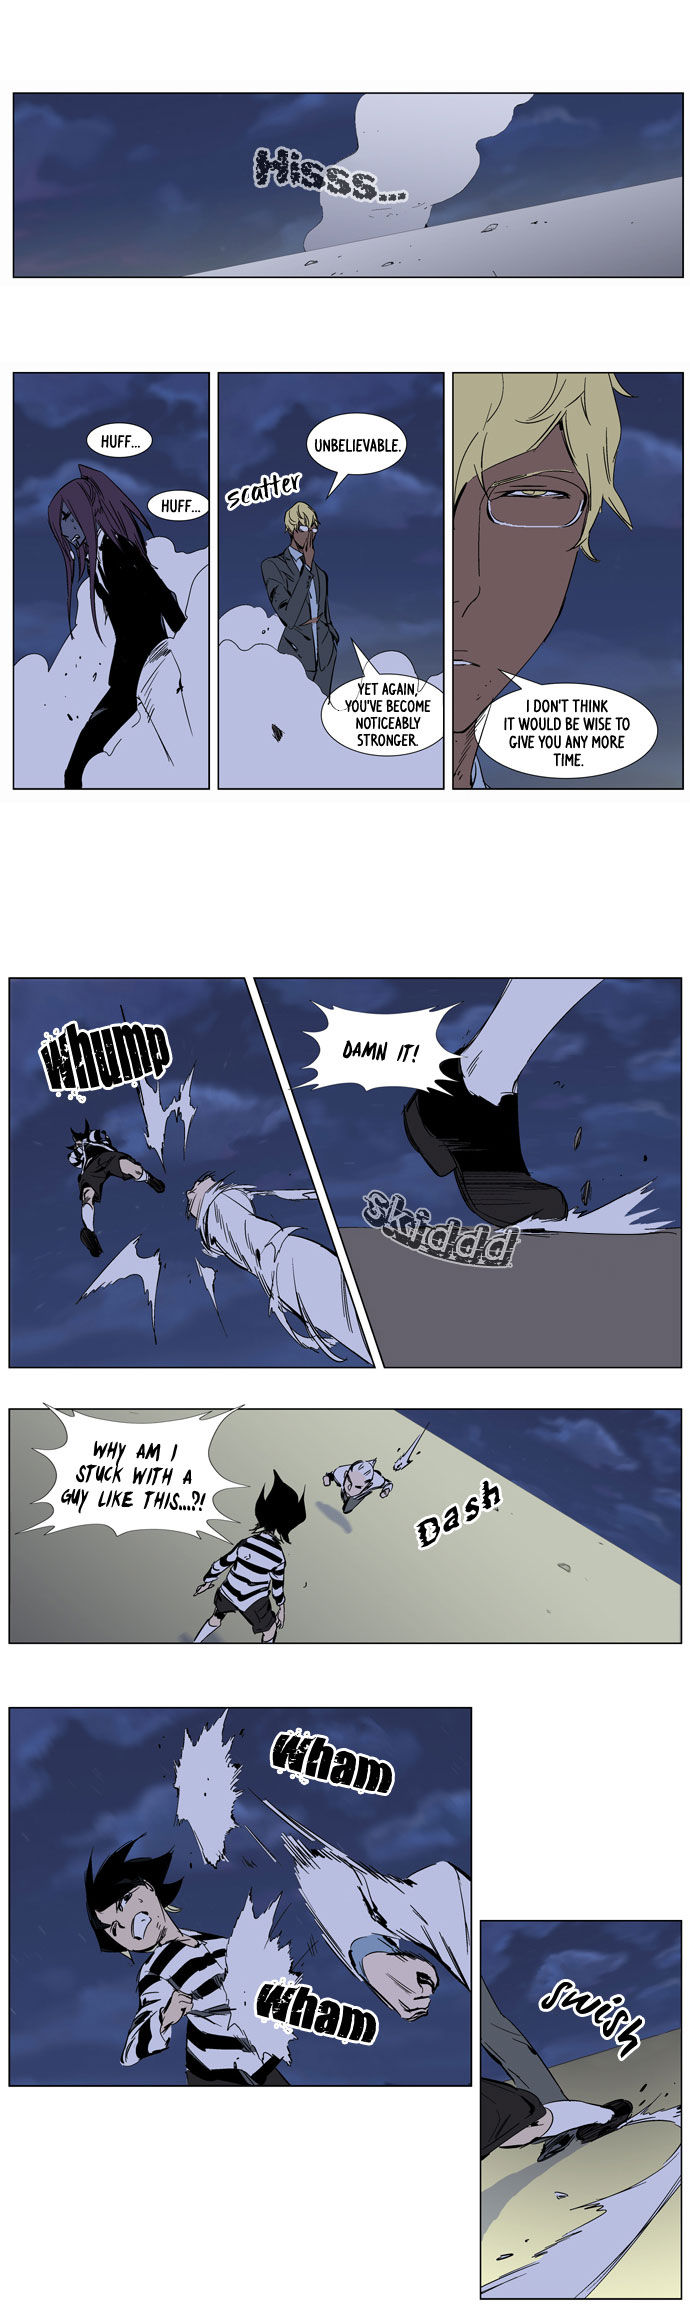 Hisss...
HUFF...
HUFF...
UNBELIEVABLE.
scatter
YET AGAIN,
YOU'VE BECOME
NOTICEABLY
STRONGER.
I DON'T THINK
IT WOULD BE WISE TO
GIVE YOU ANY MORE
TIME.
Whump
DAMN IT!
skiddd
WHY AM I
STUCK WITH A
GUY LIKE THIS...?!
Dash
Wham
Wham
swish